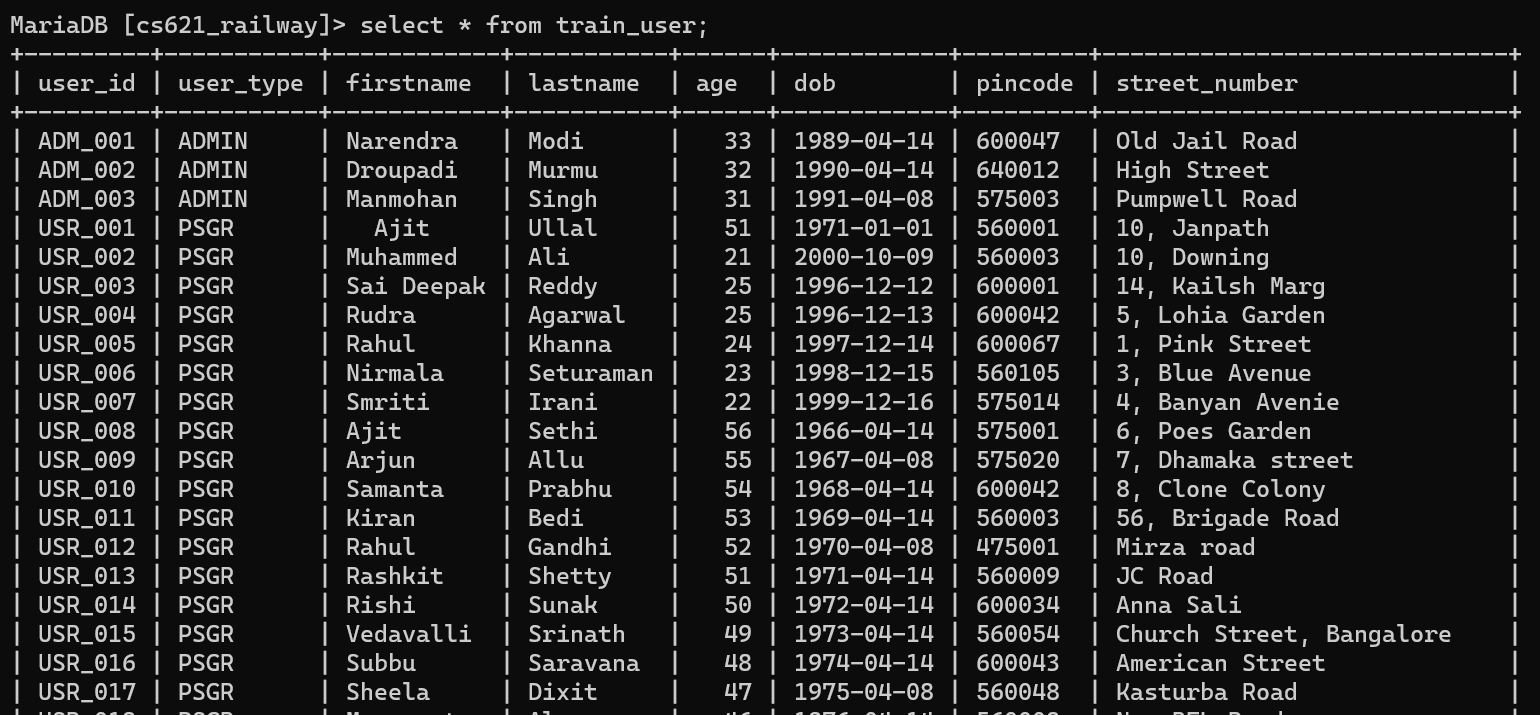 MariaDB [cs621_railway]> select * from train_user;
+---------+-----------+------------+-----------+------+------------+---------+-----------------------------+
| user_id | user_type | firstname  | lastname  | age  | dob        | pincode | street_number               |
+---------+-----------+------------+-----------+------+------------+---------+-----------------------------+
| ADM_001 | ADMIN     | Narendra   | Modi      |   33 | 1989-04-14 | 600047  | Old Jail Road               |
| ADM_002 | ADMIN     | Droupadi   | Murmu     |   32 | 1990-04-14 | 640012  | High Street                 |
| ADM_003 | ADMIN     | Manmohan   | Singh     |   31 | 1991-04-08 | 575003  | Pumpwell Road               |
| USR_001 | PSGR      |   Ajit     | Ullal     |   51 | 1971-01-01 | 560001  | 10, Janpath                 |
| USR_002 | PSGR      | Muhammed   | Ali       |   21 | 2000-10-09 | 560003  | 10, Downing                 |
| USR_003 | PSGR      | Sai Deepak | Reddy     |   25 | 1996-12-12 | 600001  | 14, Kailsh Marg             |
| USR_004 | PSGR      | Rudra      | Agarwal   |   25 | 1996-12-13 | 600042  | 5, Lohia Garden             |
| USR_005 | PSGR      | Rahul      | Khanna    |   24 | 1997-12-14 | 600067  | 1, Pink Street              |
| USR_006 | PSGR      | Nirmala    | Seturaman |   23 | 1998-12-15 | 560105  | 3, Blue Avenue              |
| USR_007 | PSGR      | Smriti     | Irani     |   22 | 1999-12-16 | 575014  | 4, Banyan Avenie            |
| USR_008 | PSGR      | Ajit       | Sethi     |   56 | 1966-04-14 | 575001  | 6, Poes Garden              |
| USR_009 | PSGR      | Arjun      | Allu      |   55 | 1967-04-08 | 575020  | 7, Dhamaka street           |
| USR_010 | PSGR      | Samanta    | Prabhu    |   54 | 1968-04-14 | 600042  | 8, Clone Colony             |
| USR_011 | PSGR      | Kiran      | Bedi      |   53 | 1969-04-14 | 560003  | 56, Brigade Road            |
| USR_012 | PSGR      | Rahul      | Gandhi    |   52 | 1970-04-08 | 475001  | Mirza road                  |
| USR_013 | PSGR      | Rashkit    | Shetty    |   51 | 1971-04-14 | 560009  | JC Road                     |
| USR_014 | PSGR      | Rishi      | Sunak     |   50 | 1972-04-14 | 600034  | Anna Sali                   |
| USR_015 | PSGR      | Vedavalli  | Srinath   |   49 | 1973-04-14 | 560054  | Church Street, Bangalore    |
| USR_016 | PSGR      | Subbu      | Saravana  |   48 | 1974-04-14 | 600043  | American Street             |
| USR_017 | PSGR      | Sheela     | Dixit     |   47 | 1975-04-08 | 560048  | Kasturba Road               |